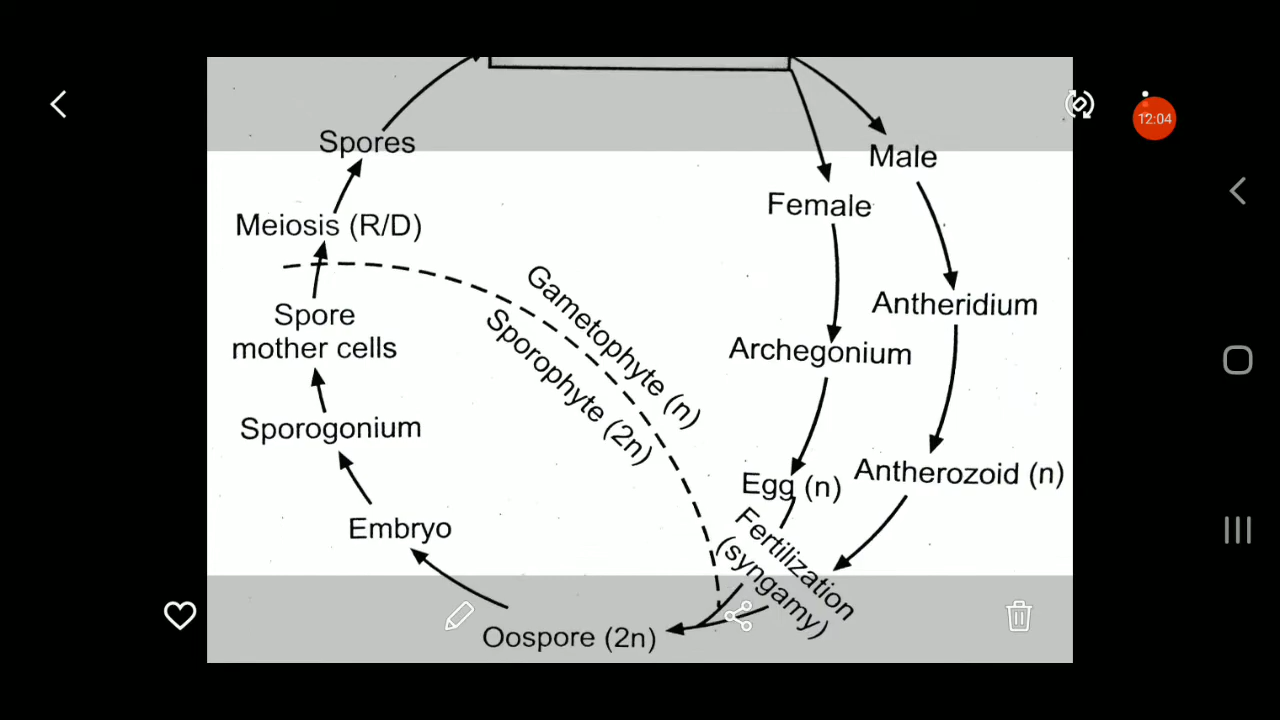 12:04
Spores
Male
Meiosis (R/D)
Female
Gametophyte (n)
Sporophyte (2n)
Antheridium
Spore
mother cells
Archegonium
Sporogonium
Egg (n)
Antherozoid (n)
Embryo
Fertilization
(syngamy)
Oospore (2n)